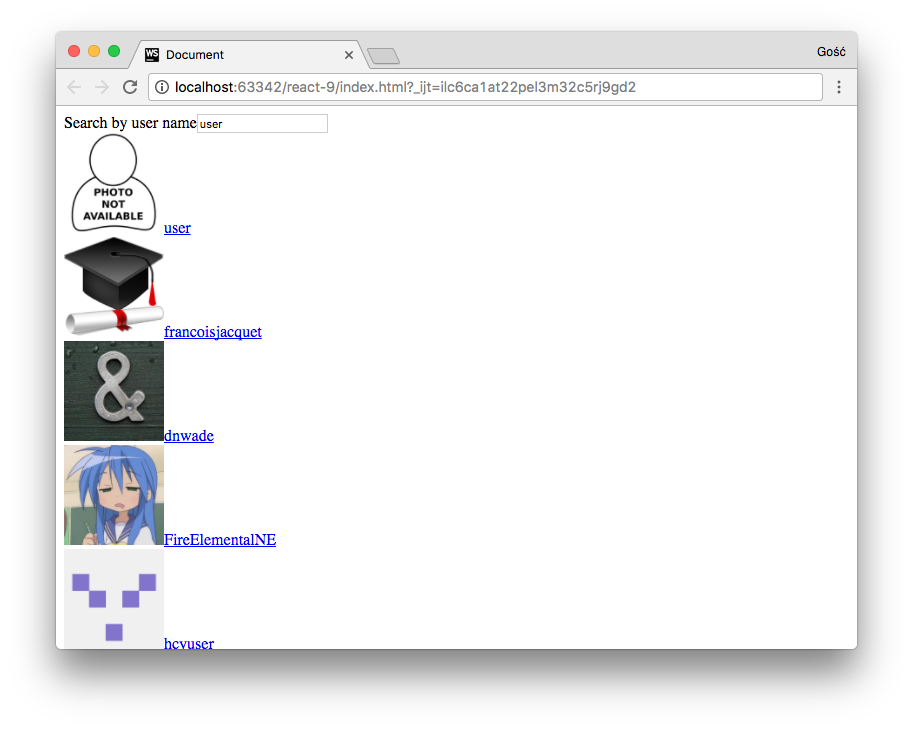 WS Document
Gość
localhost:63342/react-9/index.html?_ijt=ilc6ca1at22pel3m32c5rj9gd2
Search by user name user
PHOTO
NOT
AVAILABLE
user
francoisjacquet
&
dnwade
FireElementalNE
hcvuser